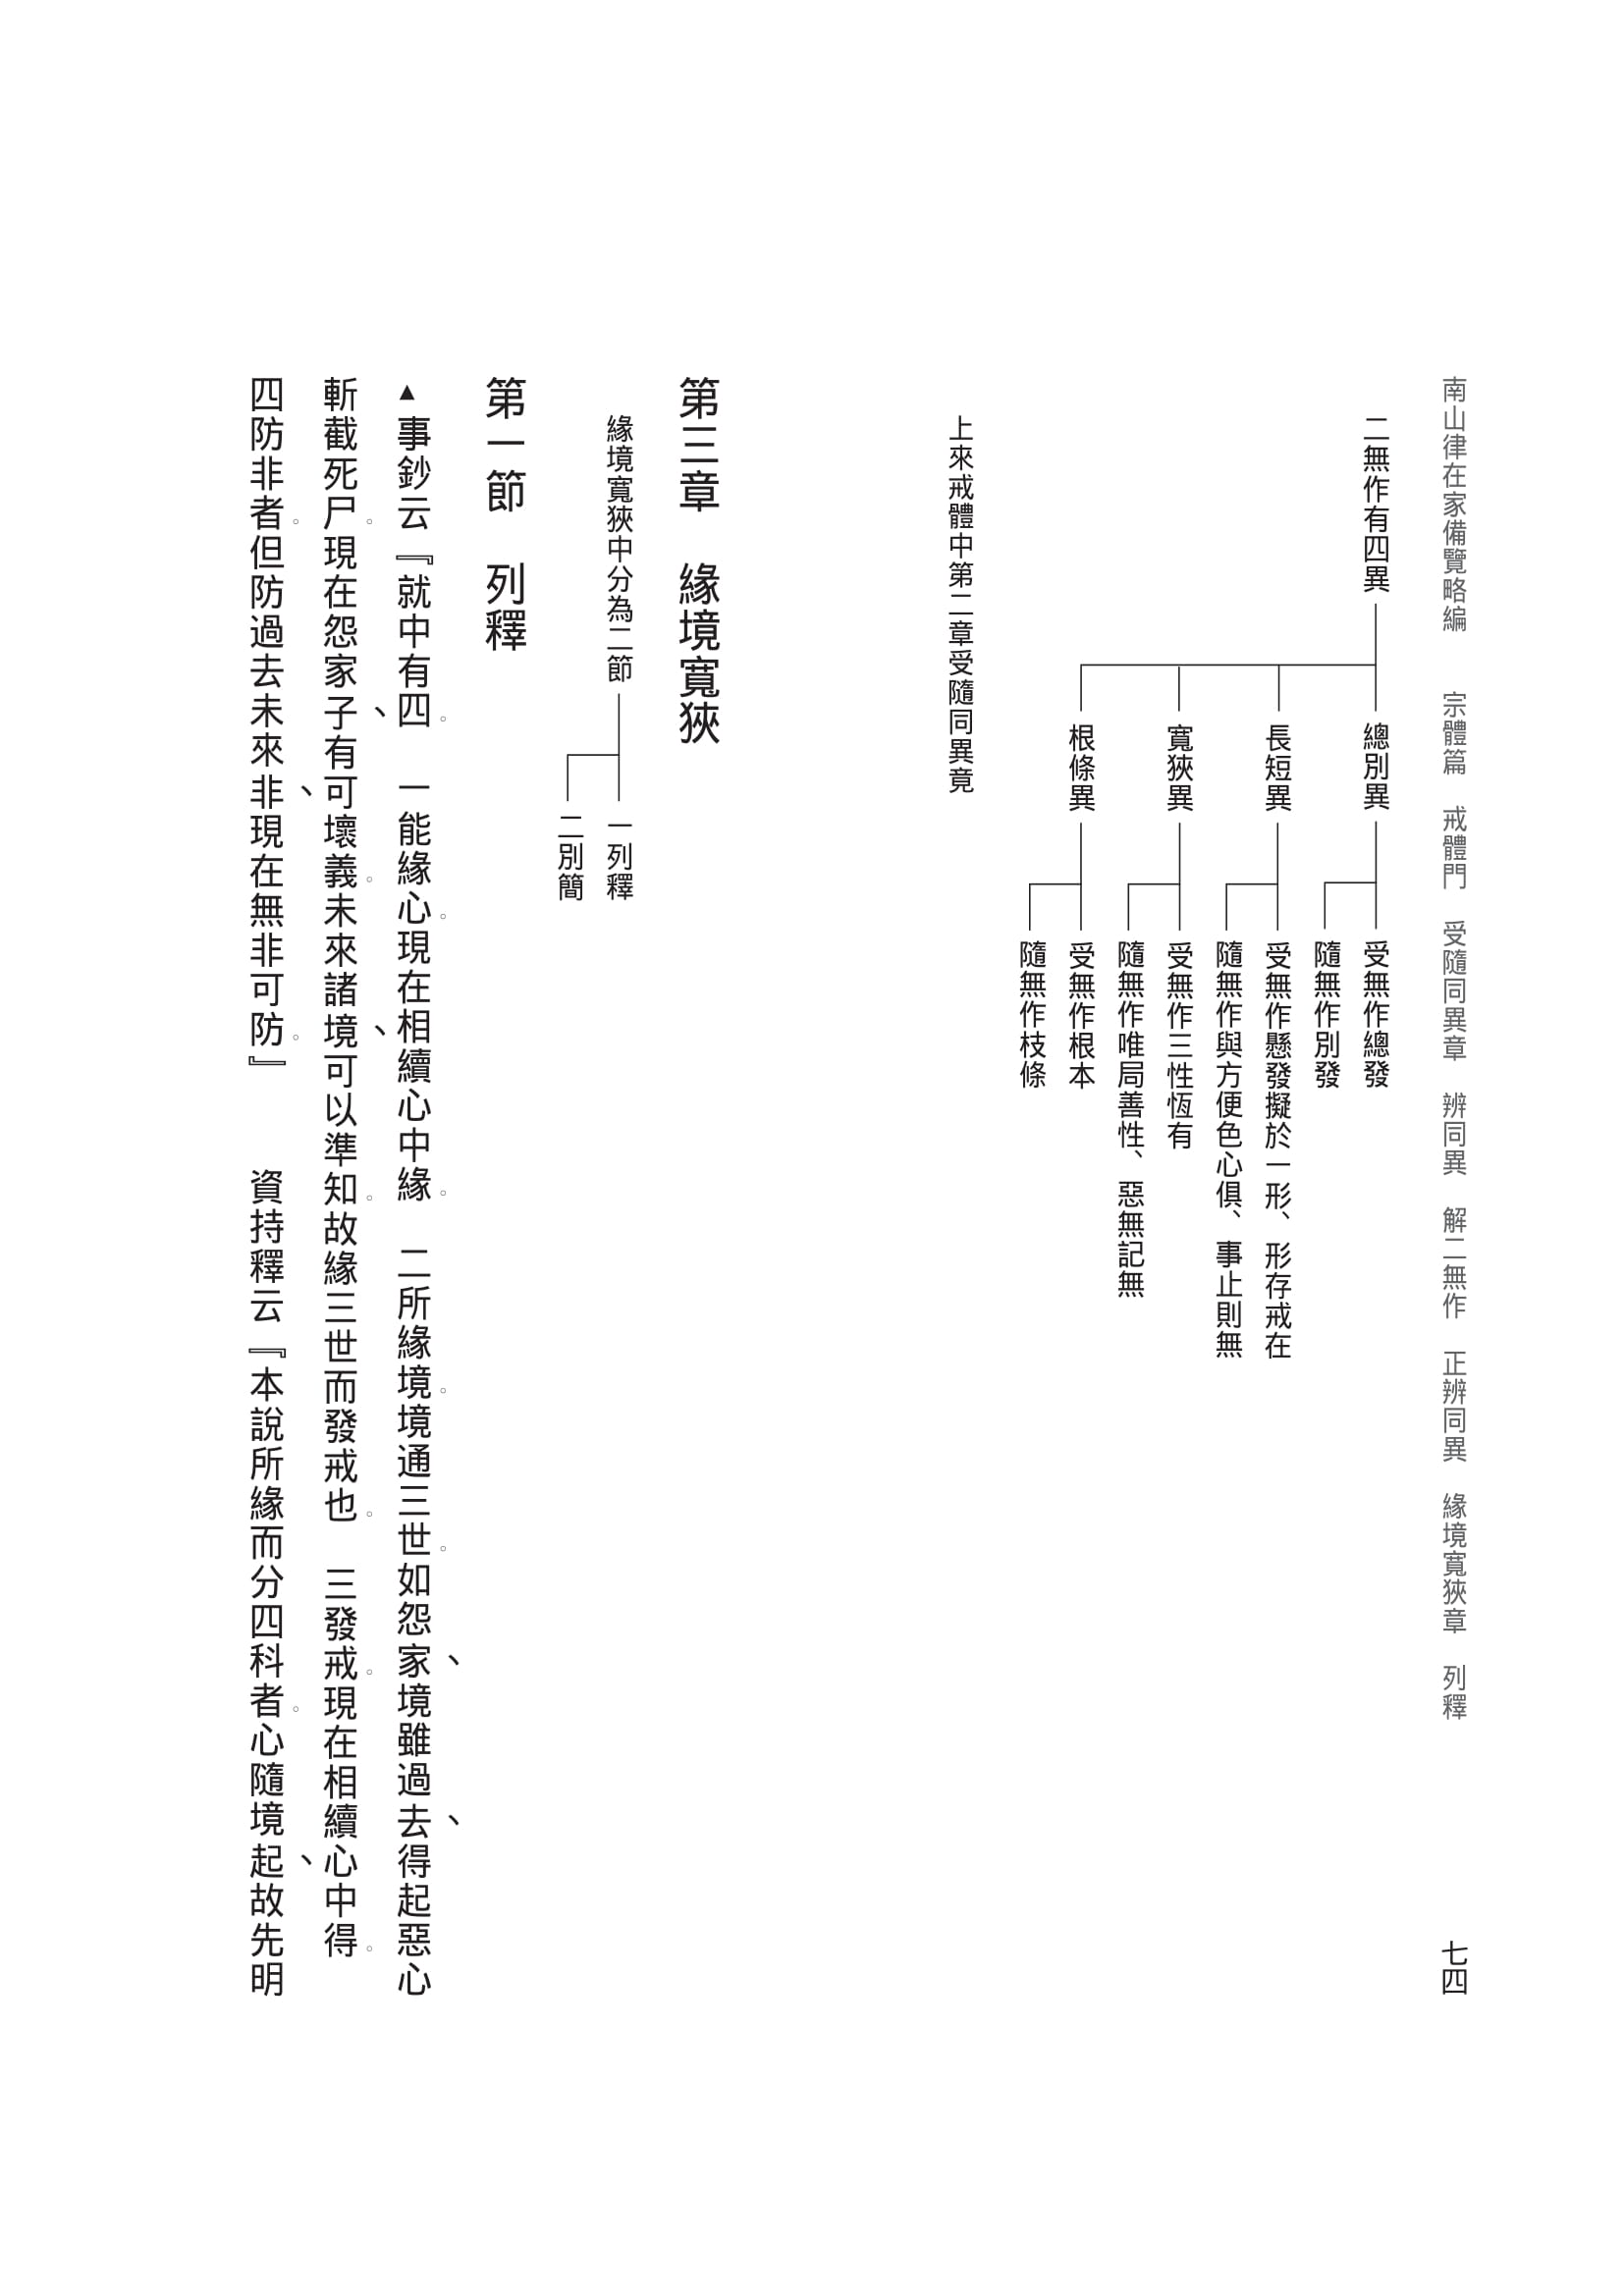 南山律在家備覽略編　宗體篇　戒體門　受隨同異章　辨同異　解二無作　正辨同異　緣境寬狹章　列釋
七四
二無作有四異
總別異
受無作總發
隨無作別發
長短異
受無作懸發擬於一形、形存戒在
隨無作與方便色心俱、事止則無
寬狹異
受無作三性恆有
隨無作唯局善性、惡無記無
根條異
受無作根本
隨無作枝條
上來戒體中第二章受隨同異竟
第三章　緣境寬狹
緣境寬狹中分為二節
一列釋
二別簡
第一節　列釋
▲事鈔云『就中有四。　一能緣心。現在相續心中緣。　二所緣境。境通三世。如怨家、境雖過去、得起惡心
斬截死尸。現在怨家子、有可壞義。未來諸境、可以準知。故緣三世而發戒也。　三發戒。現在相續心中得。
四防非者。但防過去未來非、現在無非可防。』　　資持釋云『本說所緣而分四科者。心隨境起、故先明